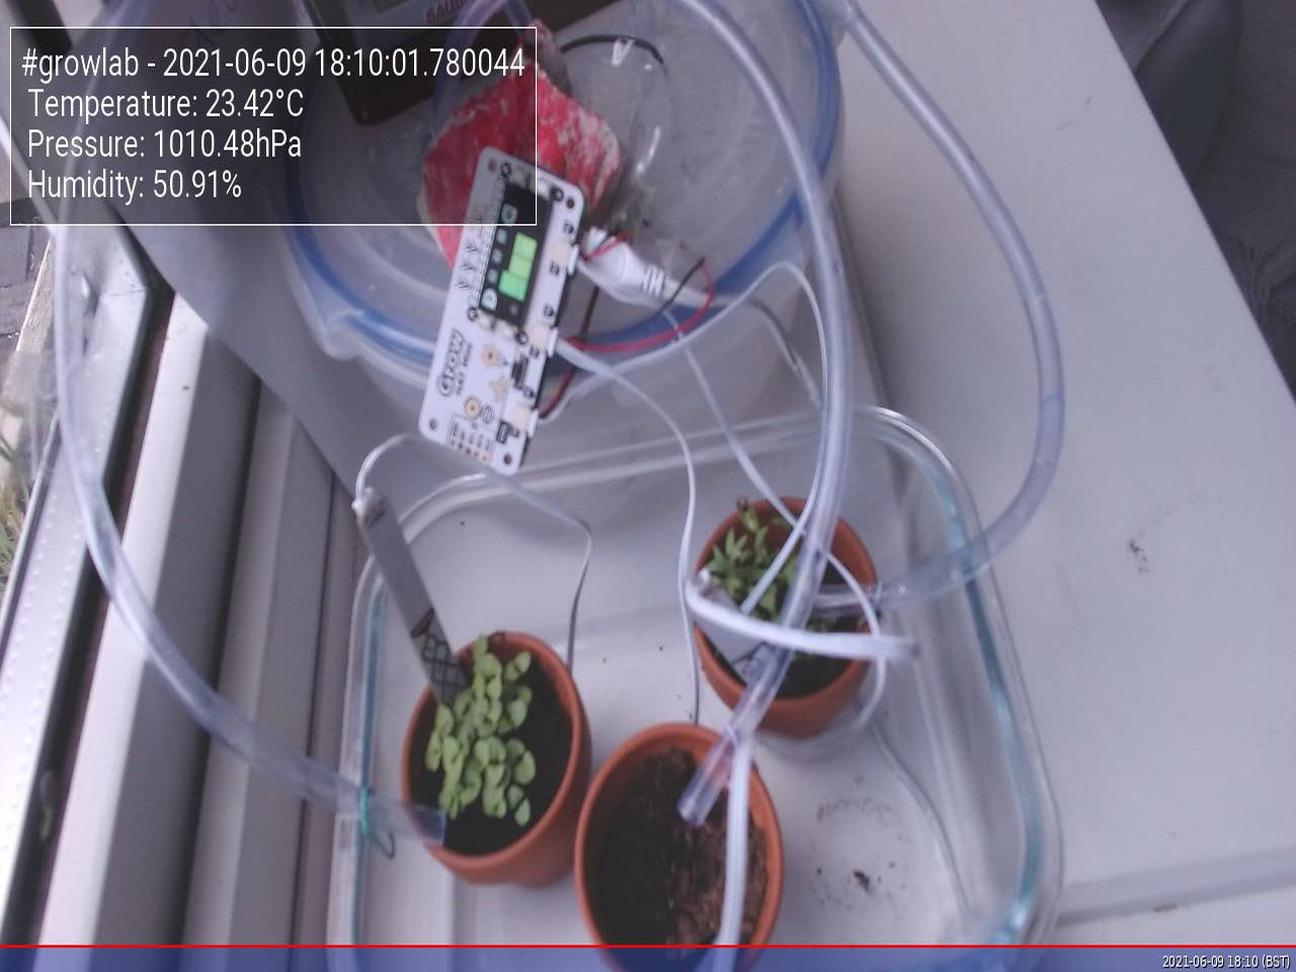 #growlab - 2021-06-09 18:10:01.780044
Temperature: 23.42°C
Pressure: 1010.48hPa
Humidity: 50.91%
Grow
2021-06-09 18:10 (BST)